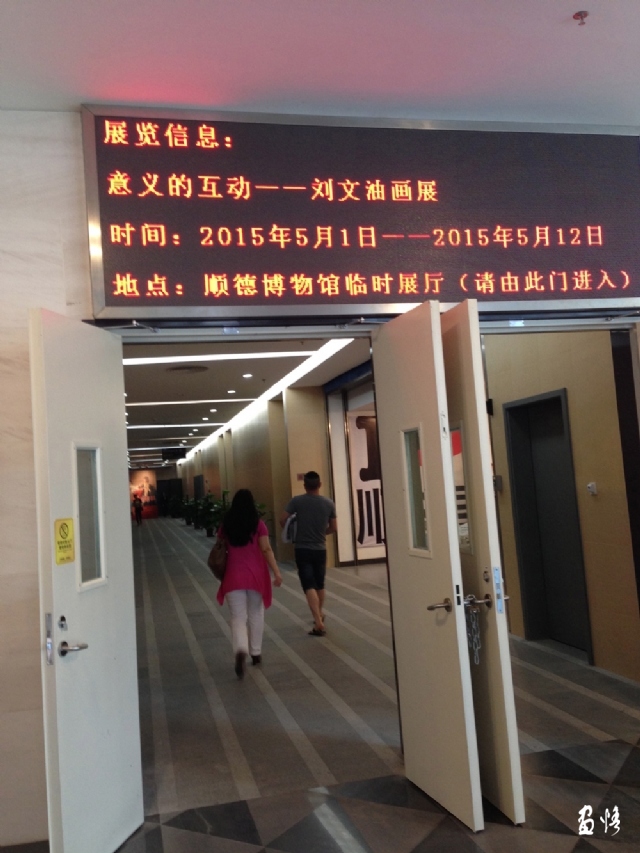 展览信息：
意义的互动——刘文油画展
时间：2015年5月1日——2015年5月12日
地点：顺德博物馆临时展厅（请由此门进入）